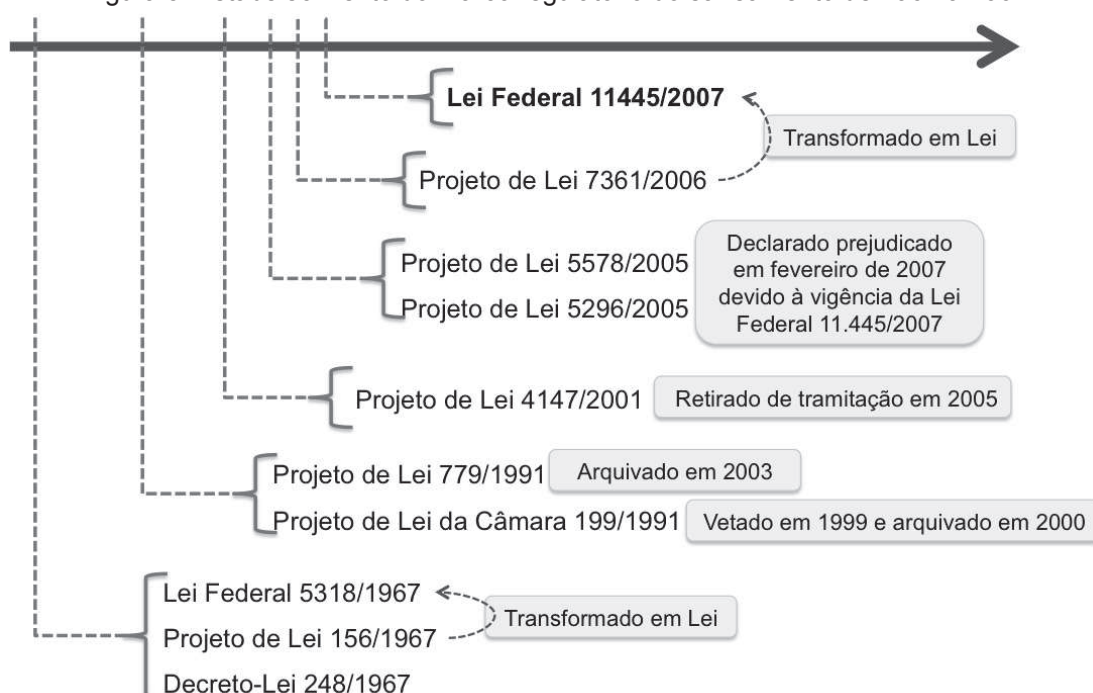 Lei Federal 11445/2007
Transformado em Lei
Projeto de Lei 7361/2006
Projeto de Lei 5578/2005
Projeto de Lei 5296/2005
Declarado prejudicado
em fevereiro de 2007
devido à vigência da Lei
Federal 11.445/2007
Projeto de Lei 4147/2001
Retirado de tramitação em 2005
Projeto de Lei 779/1991
Arquivado em 2003
Projeto de Lei da Câmara 199/1991
Vetado em 1999 e arquivado em 2000
Lei Federal 5318/1967
Projeto de Lei 156/1967
Transformado em Lei
Decreto-Lei 248/1967